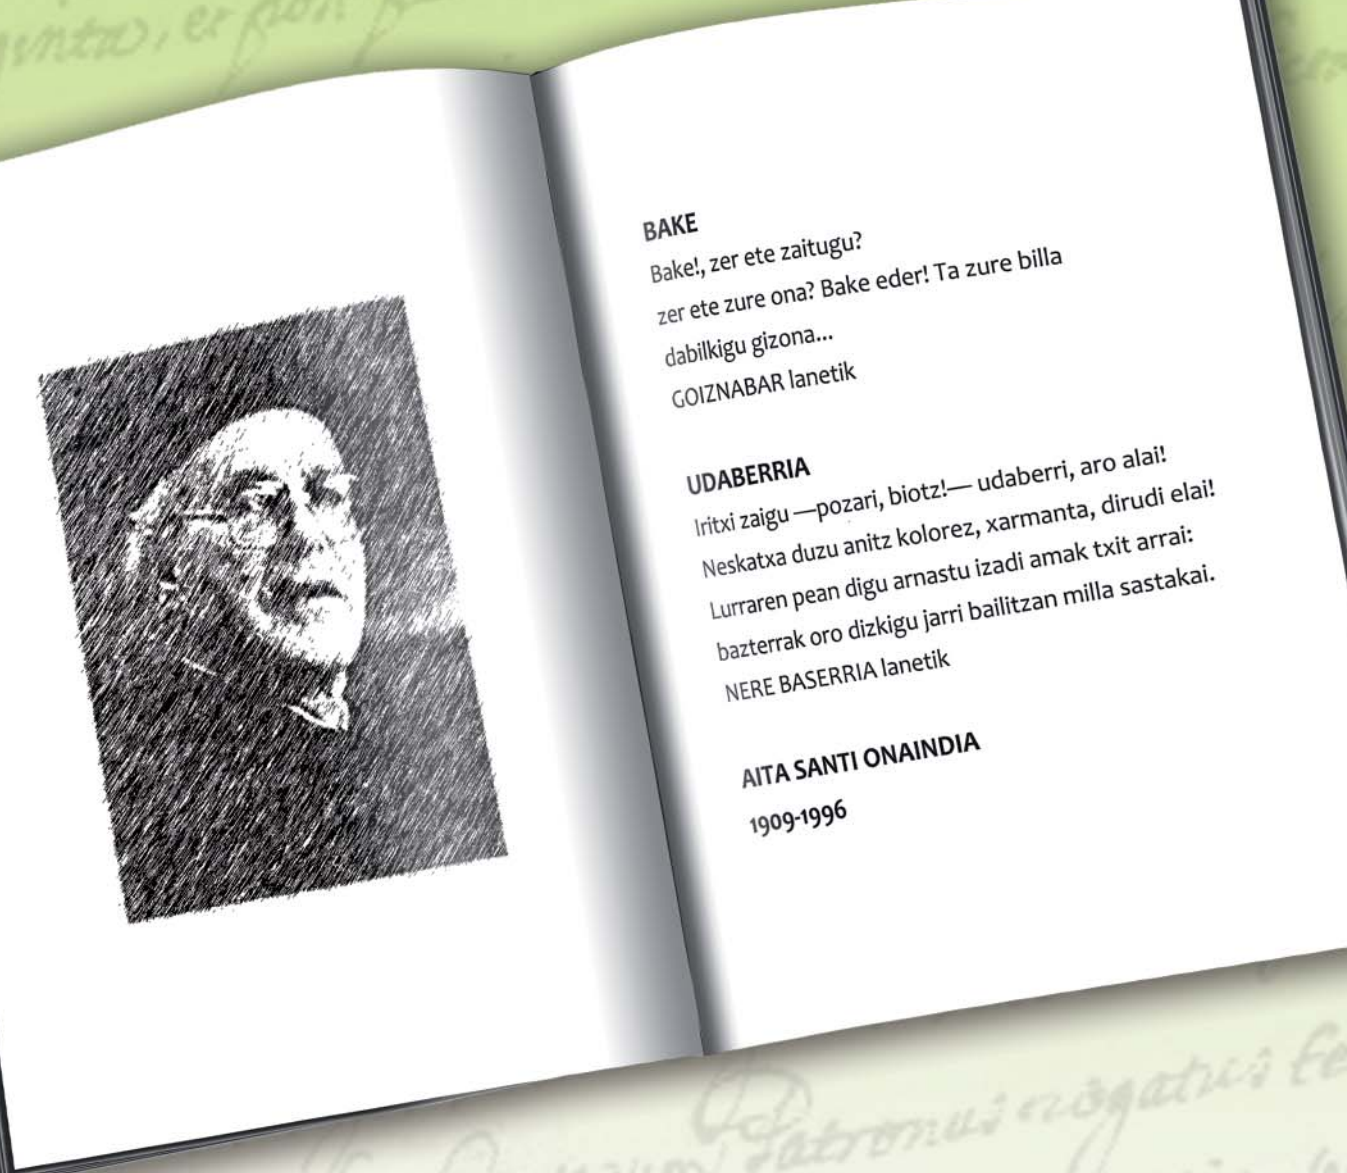 BAKE
Bake!, zer ete zaitugu?
zer ete zure ona? Bake eder! Ta zure billa
dabilkigu gizona...
GOIZNABAR lanetik
UDABERRIA
Iritxi zaigu —pozari, biotz!— udaberri, aro alai!
Neskatxa duzu anitz kolorez, xarmanta, dirudi elai!
Lurraren pean digu arnastu izadi amak txit arrai:
bazterrak oro dizkigu jarri bailitzan milla sastakai.
NERE BASERRIA lanetik
AITA SANTI ONAINDIA
1909-1996